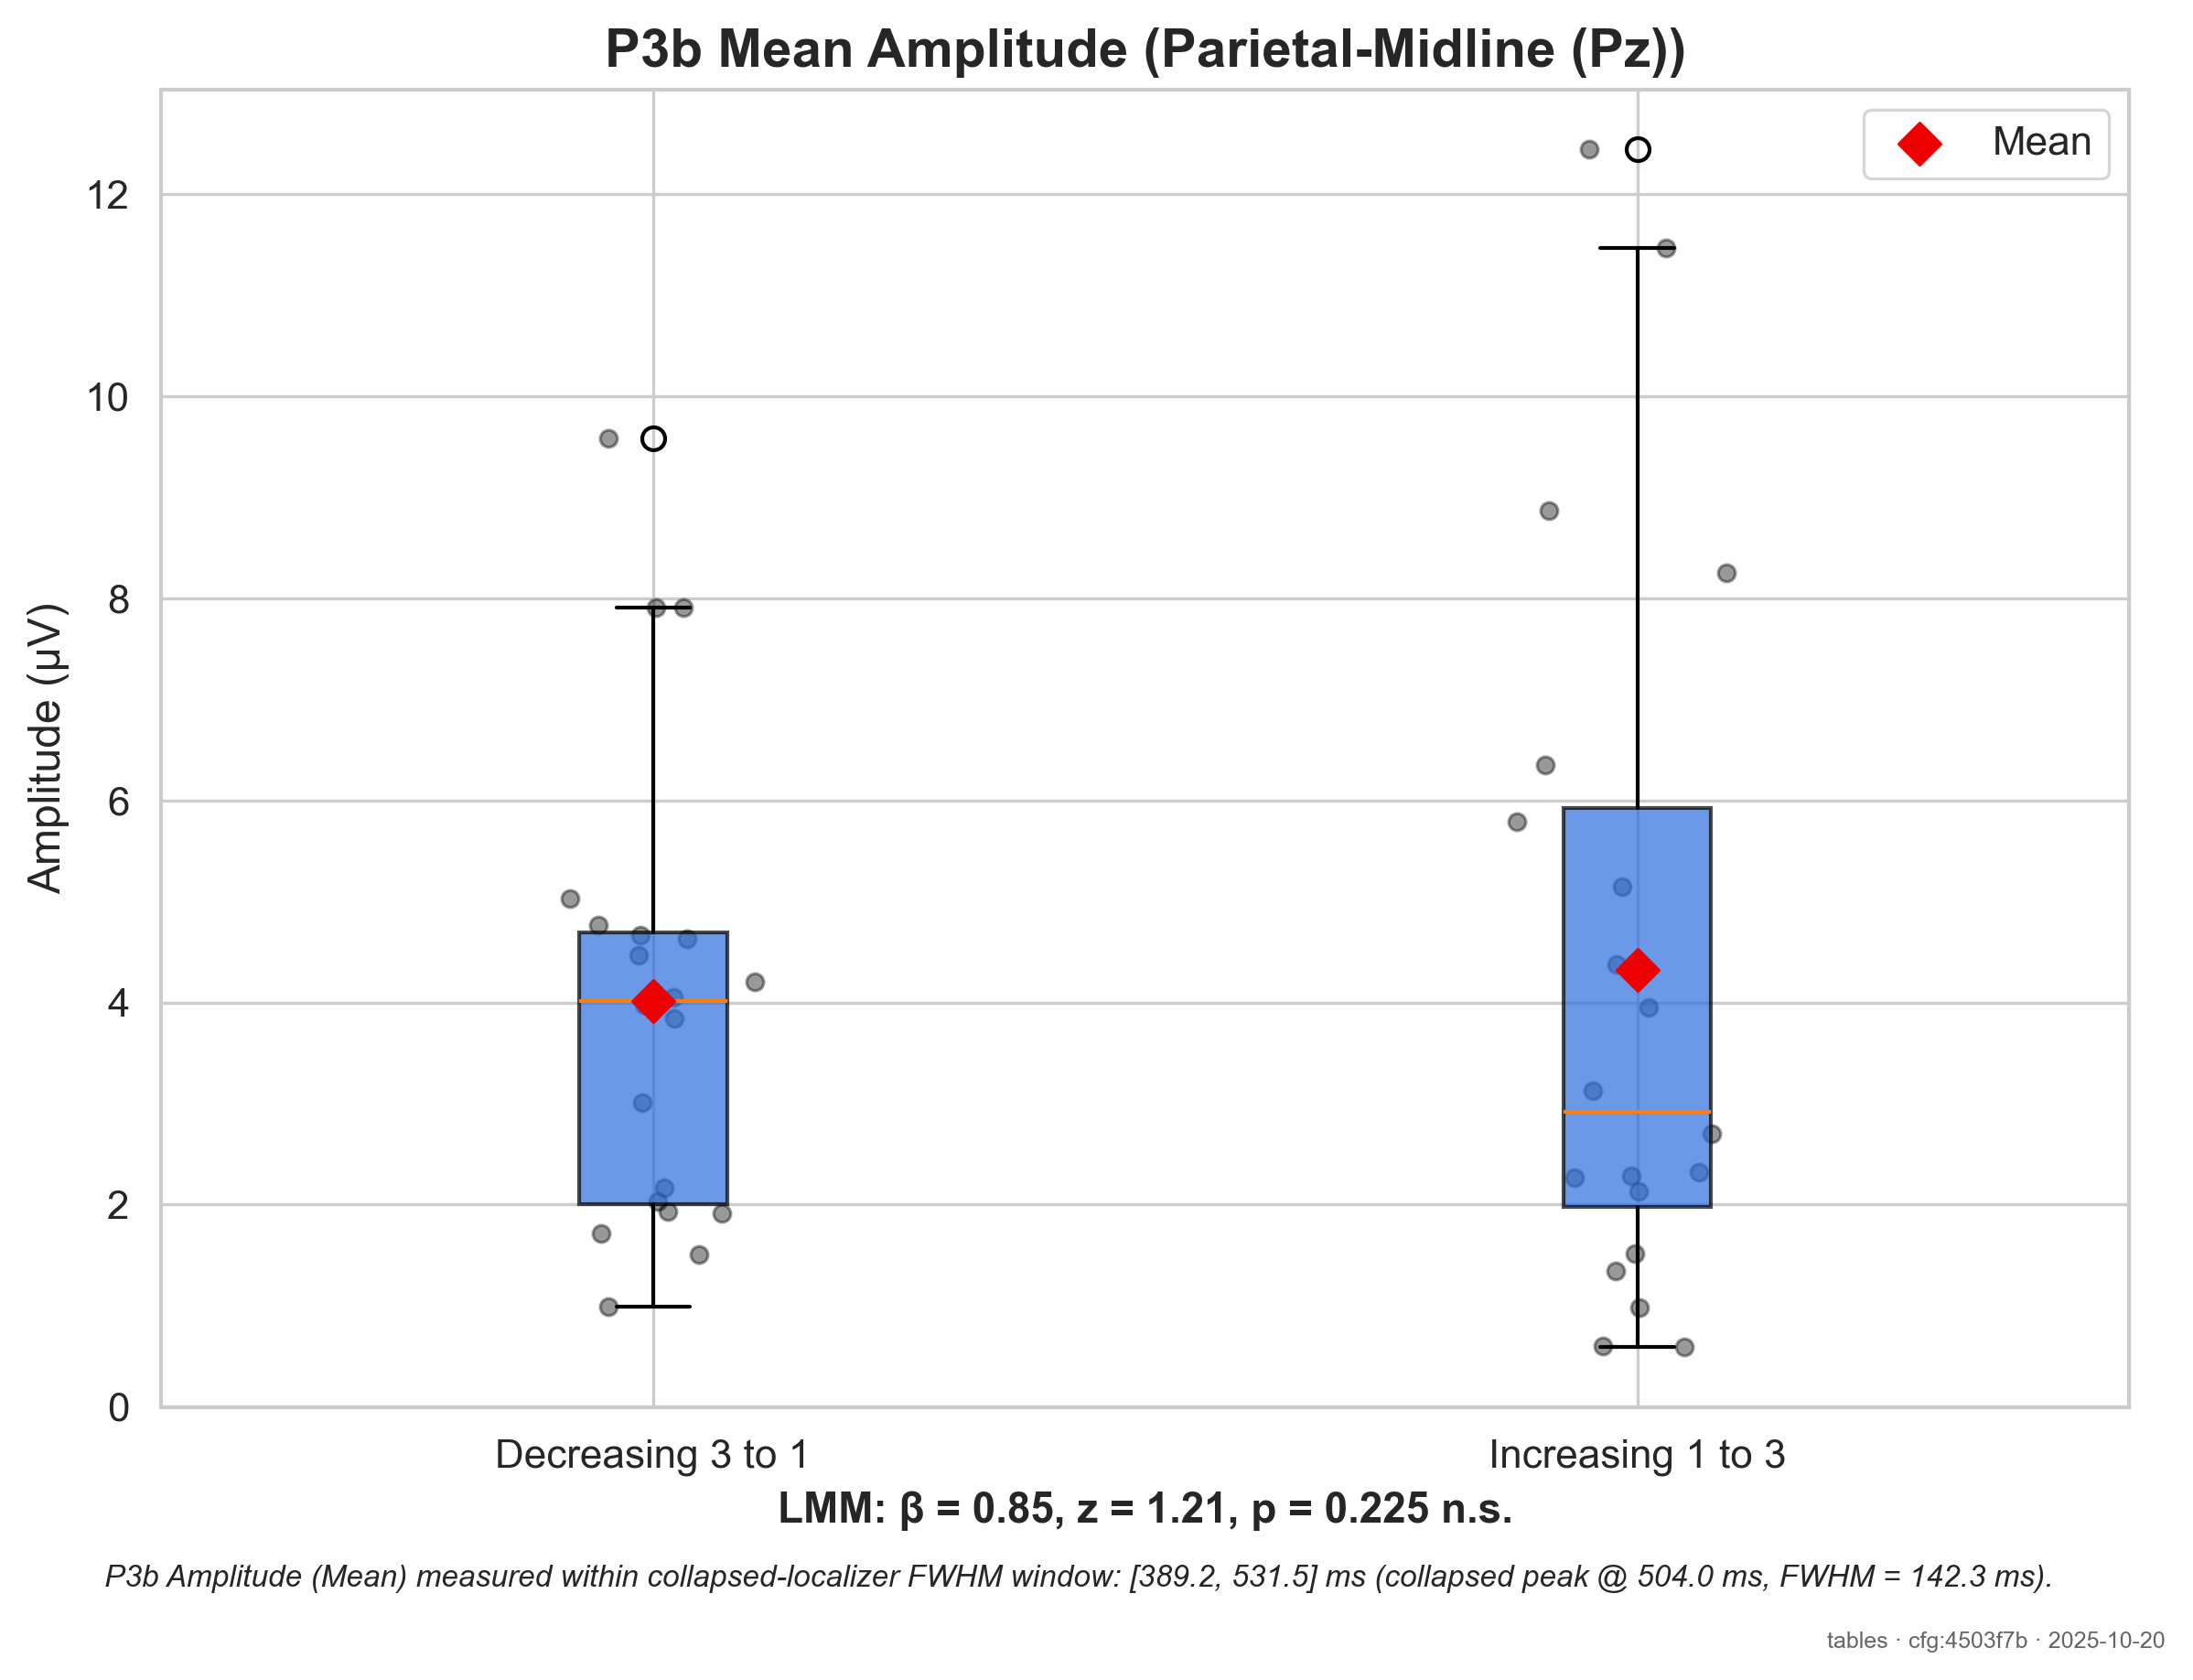 P3b Mean Amplitude (Parietal-Midline (Pz))
Mean
12
10
8
6
4
2
0
Amplitude (µV)
Decreasing 3 to 1
Increasing 1 to 3
LMM: β = 0.85, z = 1.21, p = 0.225 n.s.
P3b Amplitude (Mean) measured within collapsed-localizer FWHM window: [389.2, 531.5] ms (collapsed peak @ 504.0 ms, FWHM = 142.3 ms).
tables · cfg:4503f7b · 2025-10-20